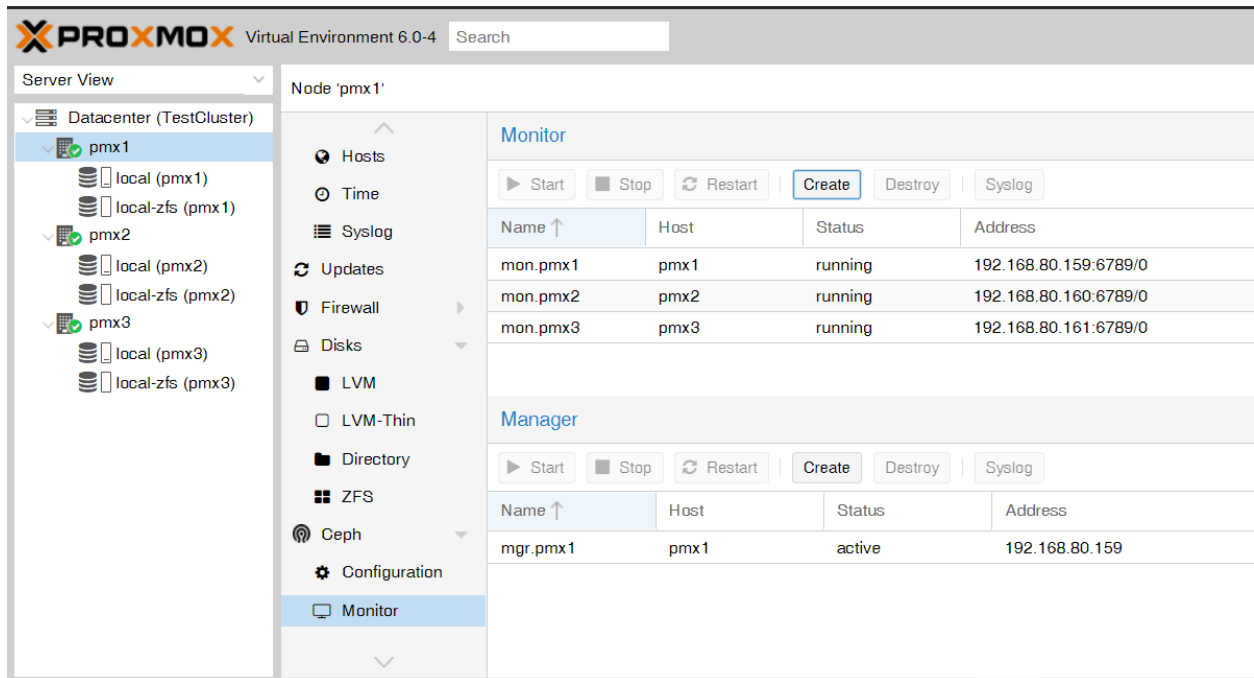 PROXMOX Virtual Environment 6.0-4 Search
Server View
Datacenter (TestCluster)
pmx1
local (pmx1)
local-zfs (pmx1)
pmx2
local (pmx2)
local-zfs (pmx2)
pmx3
local (pmx3)
local-zfs (pmx3)
Node 'pmx1'
Hosts
Time
Syslog
Updates
Firewall
Disks
LVM
LVM-Thin
Directory
ZFS
Ceph
Configuration
Monitor
Monitor
Start Stop Restart Create Destroy Syslog
Name Host Status Address
mon.pmx1 pmx1 running 192.168.80.159:6789/0
mon.pmx2 pmx2 running 192.168.80.160:6789/0
mon.pmx3 pmx3 running 192.168.80.161:6789/0
Manager
Start Stop Restart Create Destroy Syslog
Name Host Status Address
mgr.pmx1 pmx1 active 192.168.80.159